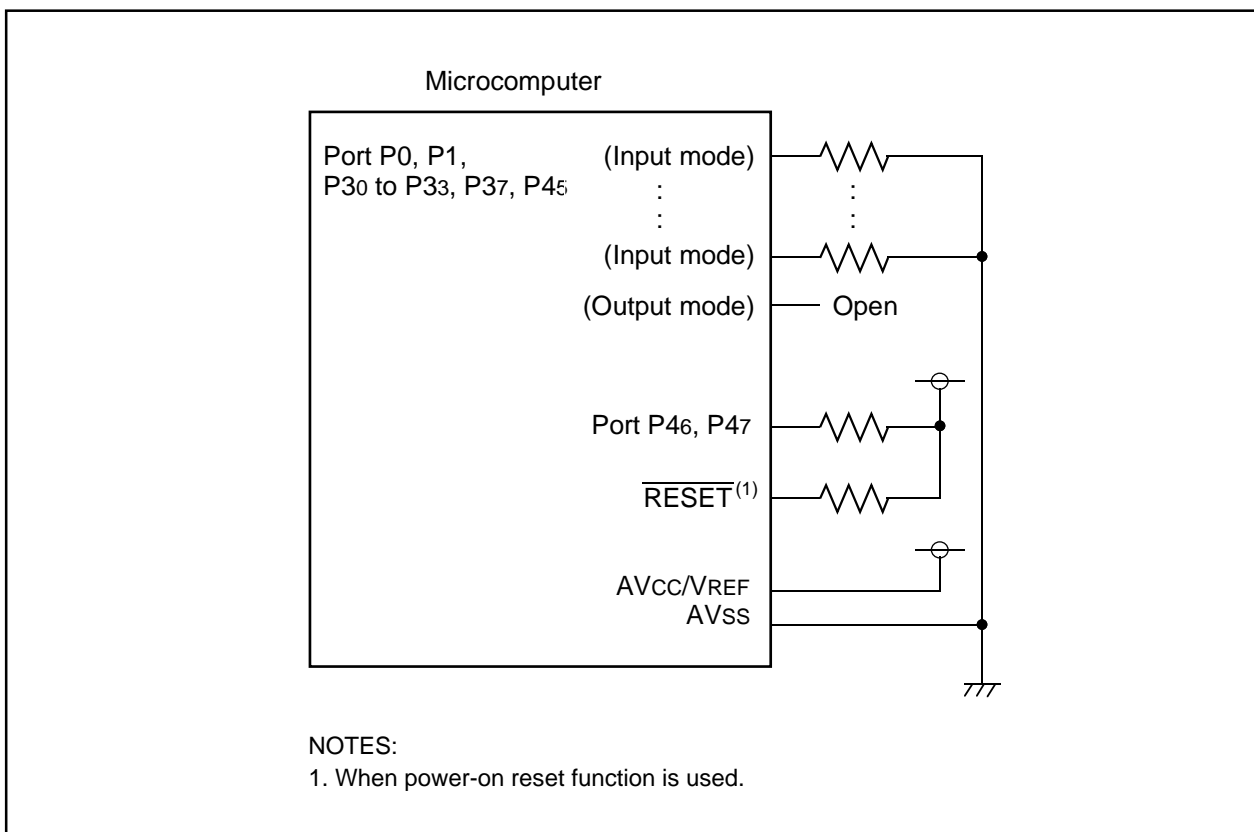 Microcomputer
Port P0, P1, (Input mode)
P30 to P33, P37, P45
(Input mode)
(Output mode) Open
Port P46, P47
RESET(1)
AVCC/VREF
AVSS
NOTES:
1. When power-on reset function is used.